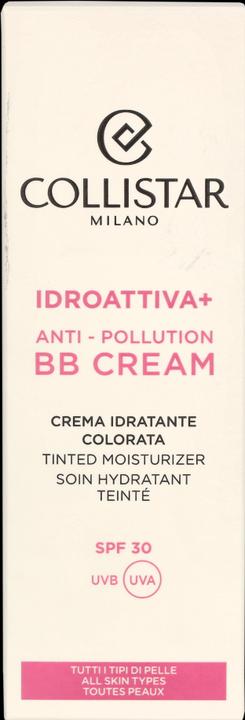 COLLISTAR
MILANO
IDROATTIVA+
ANTI - POLLUTION
BB CREAM
CREMA IDRATANTE
COLORATA
TINTED MOISTURIZER
SOIN HYDRATANT
TEINTÉ
SPF 30
UVB UVA
TUTTI I TIPI DI PELLE
ALL SKIN TYPES
TOUTES PEAUX